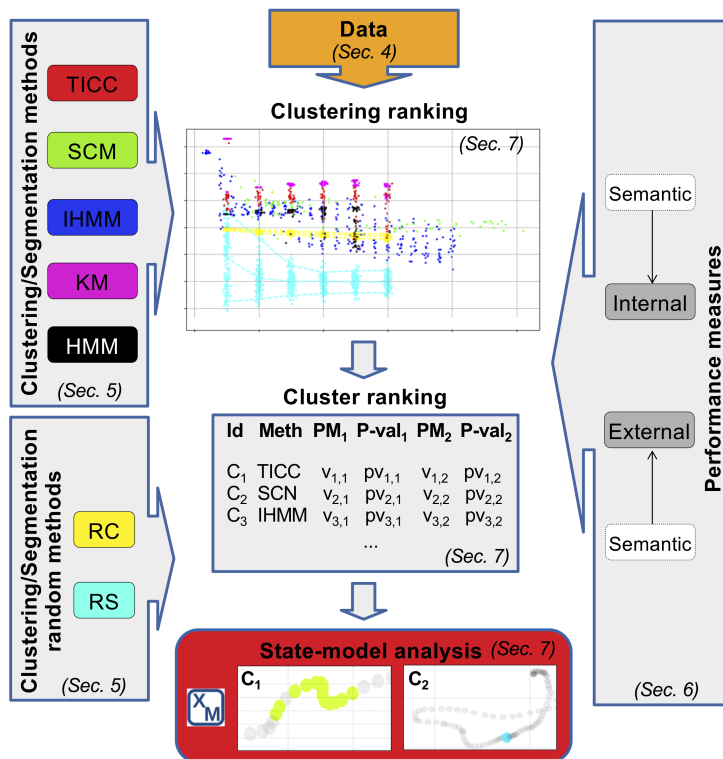 Data
(Sec. 4)
Clustering/Segmentation methods
TICC
SCM
IHMM
KM
HMM
(Sec. 5)
Clustering ranking
(Sec. 7)
Performance measures
Semantic
Internal
External
Semantic
(Sec. 6)
Clustering/Segmentation
random methods
RC
RS
(Sec. 5)
Cluster ranking
Id Meth PM1 P-val1 PM2 P-val2
C1 TICC v1,1 pv1,1 v1,2 pv1,2
C2 SCN v2,1 pv2,1 v2,2 pv2,2
C3 IHMM v3,1 pv3,1 v3,2 pv3,2
...
(Sec. 7)
State-model analysis (Sec. 7)
XM
C1
C2